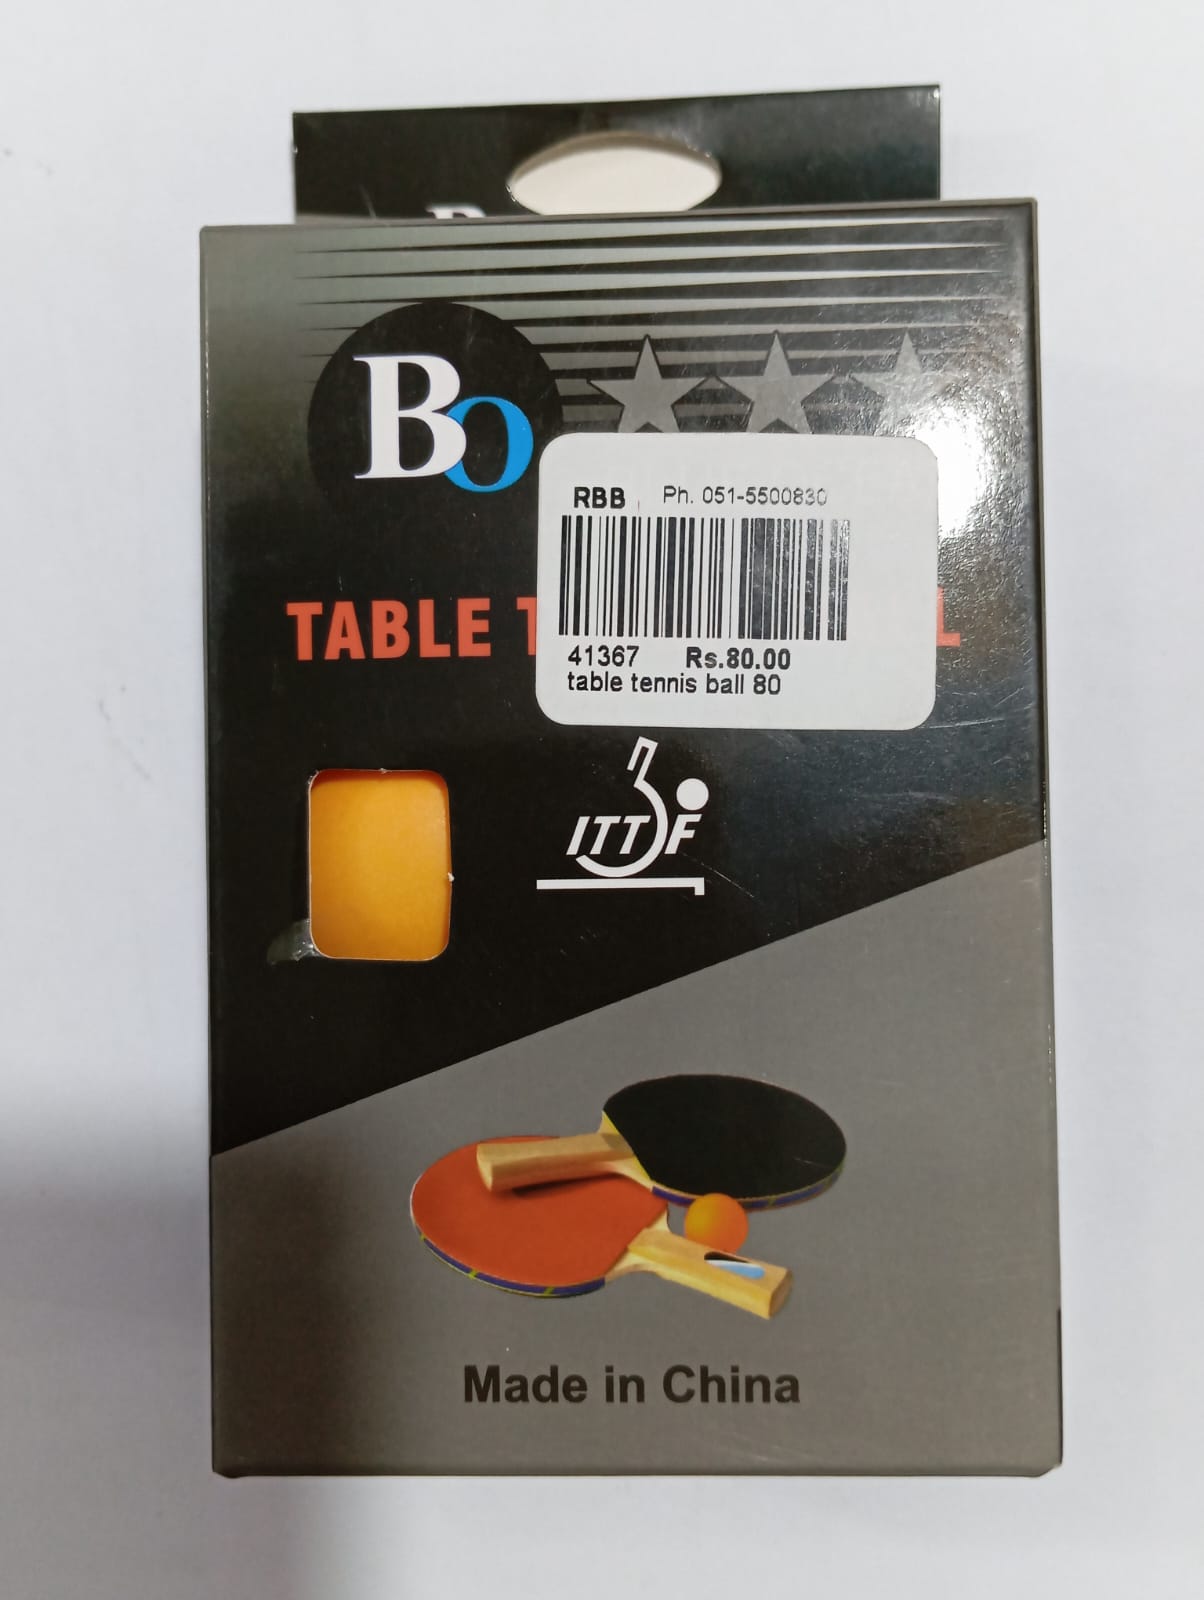 BO
RBB Ph. 051-5500830
TABLE
41367 Rs.80.00
table tennis ball 80
ITTF
Made in China